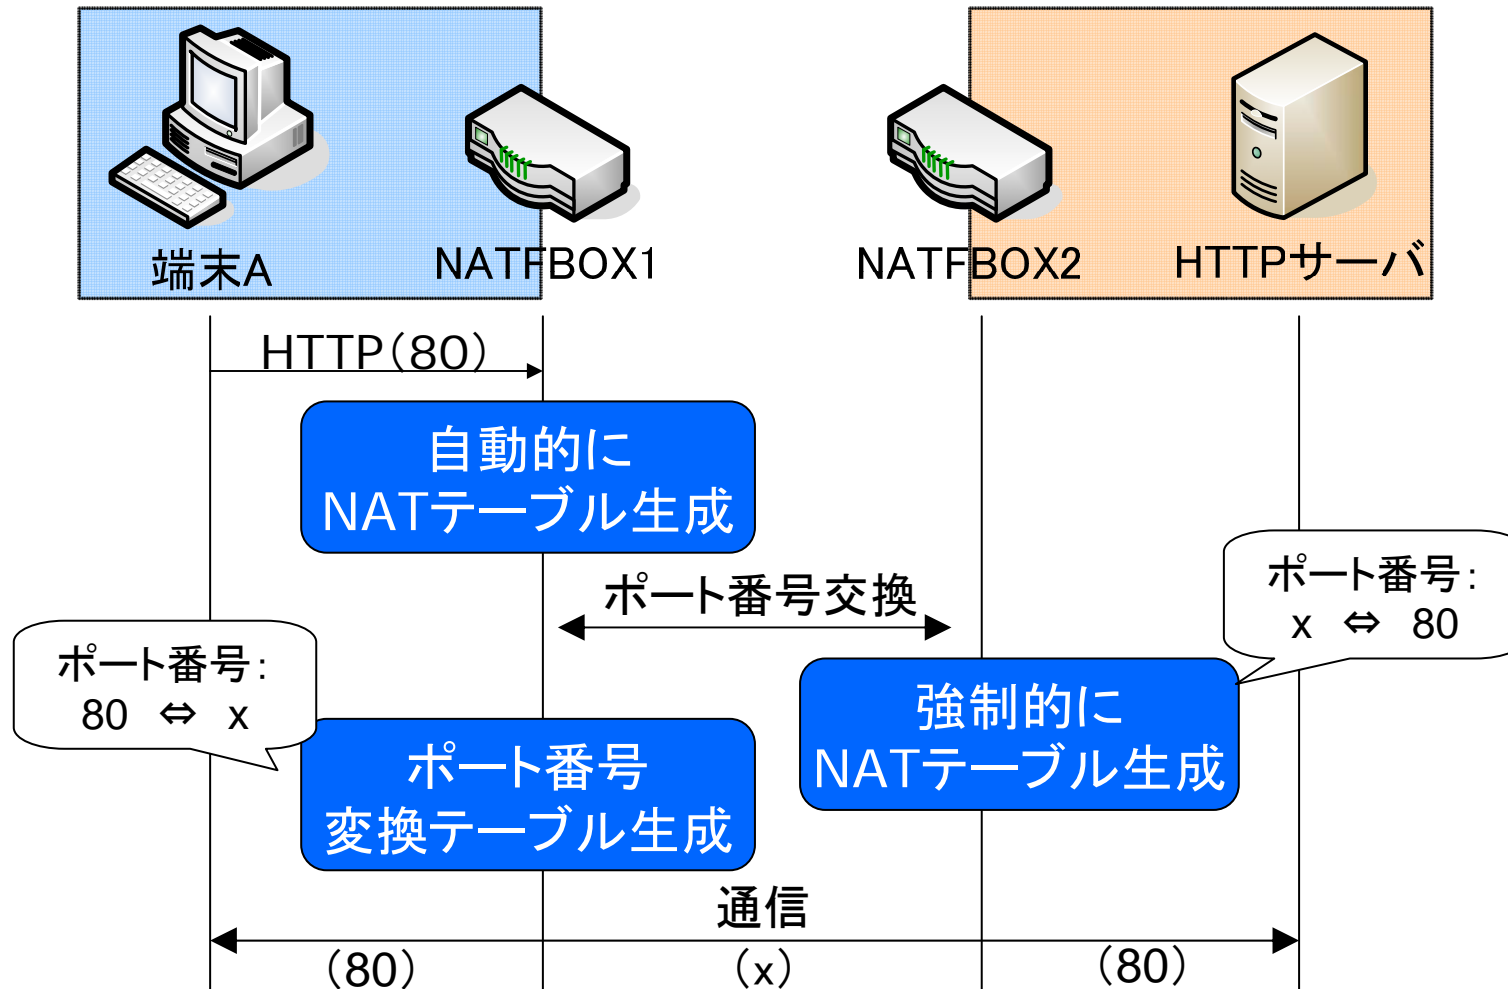 端末A
NATFBOX1
NATFBOX2
HTTPサーバ
HTTP(80)
自動的に
NATテーブル生成
ポート番号交換
ポート番号:
x ⇔ 80
ポート番号:
80 ⇔ x
強制的に
NATテーブル生成
ポート番号
変換テーブル生成
通信
(80)
(x)
(80)